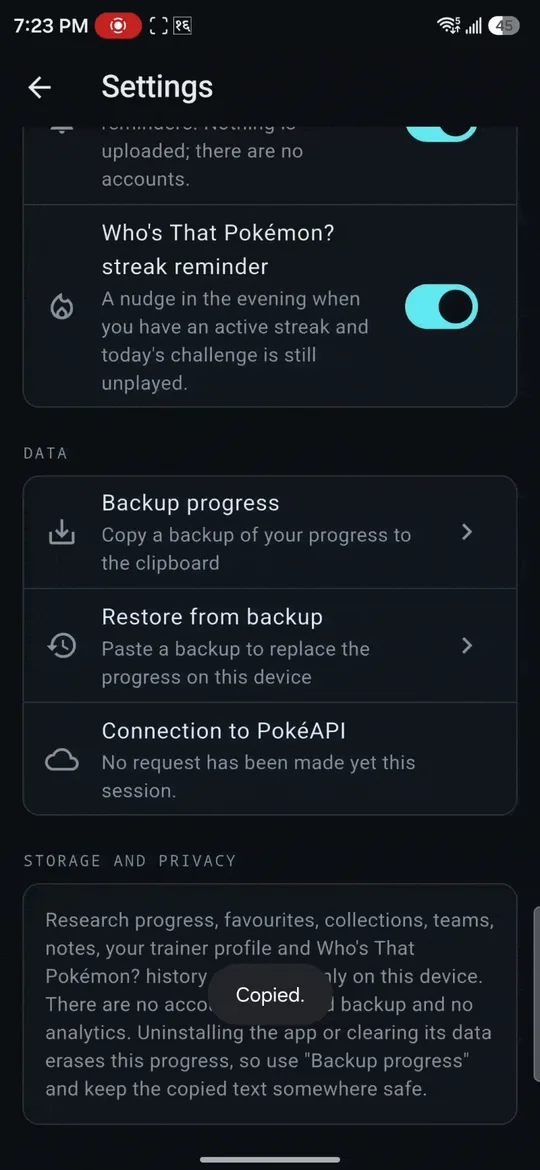 7:23 PM
१६
5
45
Settings
reminders. Nothing is
uploaded; there are no
accounts.
Who's That Pokémon?
streak reminder
A nudge in the evening when
you have an active streak and
today's challenge is still
unplayed.
DATA
Backup progress
Copy a backup of your progress to
the clipboard
Restore from backup
Paste a backup to replace the
progress on this device
Connection to PokéAPI
No request has been made yet this
session.
STORAGE AND PRIVACY
Research progress, favourites, collections, teams,
notes, your trainer profile and Who's That
Pokémon? history nly on this device.
There are no acco backup and no
Copied.
analytics. Uninstalling the app or clearing its data
erases this progress, so use "Backup progress"
and keep the copied text somewhere safe.